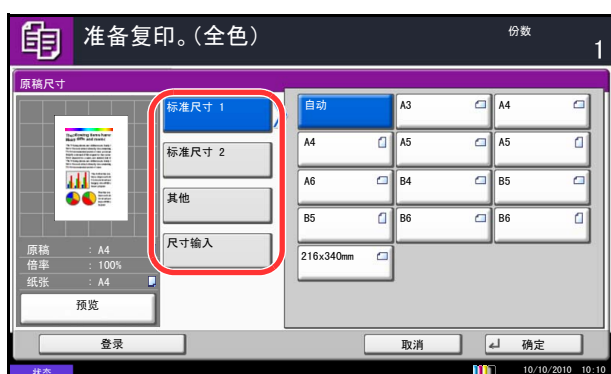 准备复印。(全色)
份数
1
原稿尺寸
标准尺寸 1
标准尺寸 2
其他
尺寸输入
自动
A3
A4
A4
A5
A5
A6
B4
B5
B5
B6
B6
216x340mm
原稿 : A4
倍率 : 100%
纸张 : A4
预览
登录
取消
确定
状态
10/10/2010 10:10